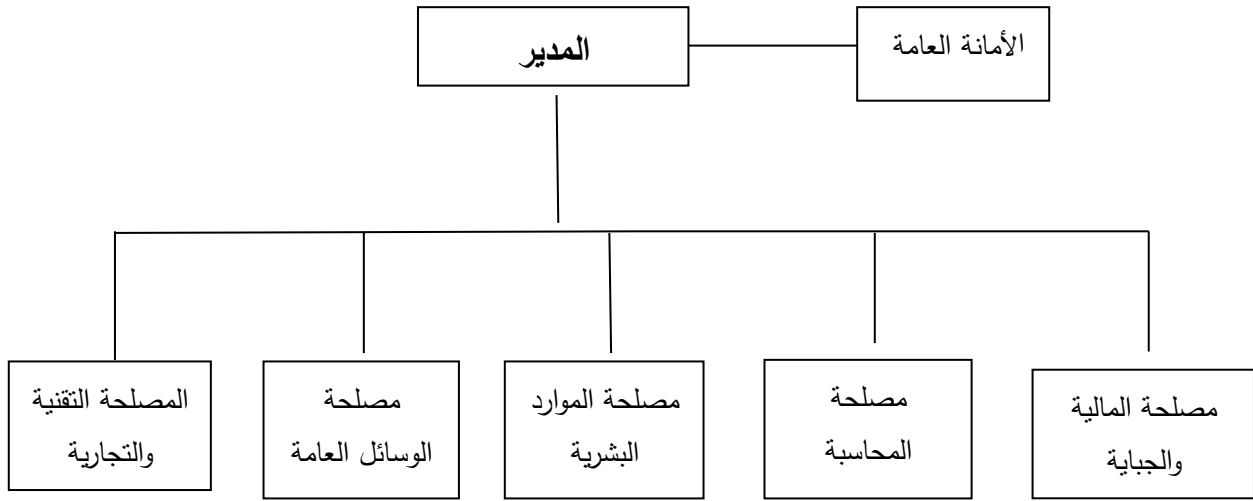 المدير
الأمانة العامة
مصلحة المالية
والجباية
مصلحة
المحاسبة
مصلحة الموارد
البشرية
مصلحة
الوسائل العامة
المصلحة التقنية
والتجارية